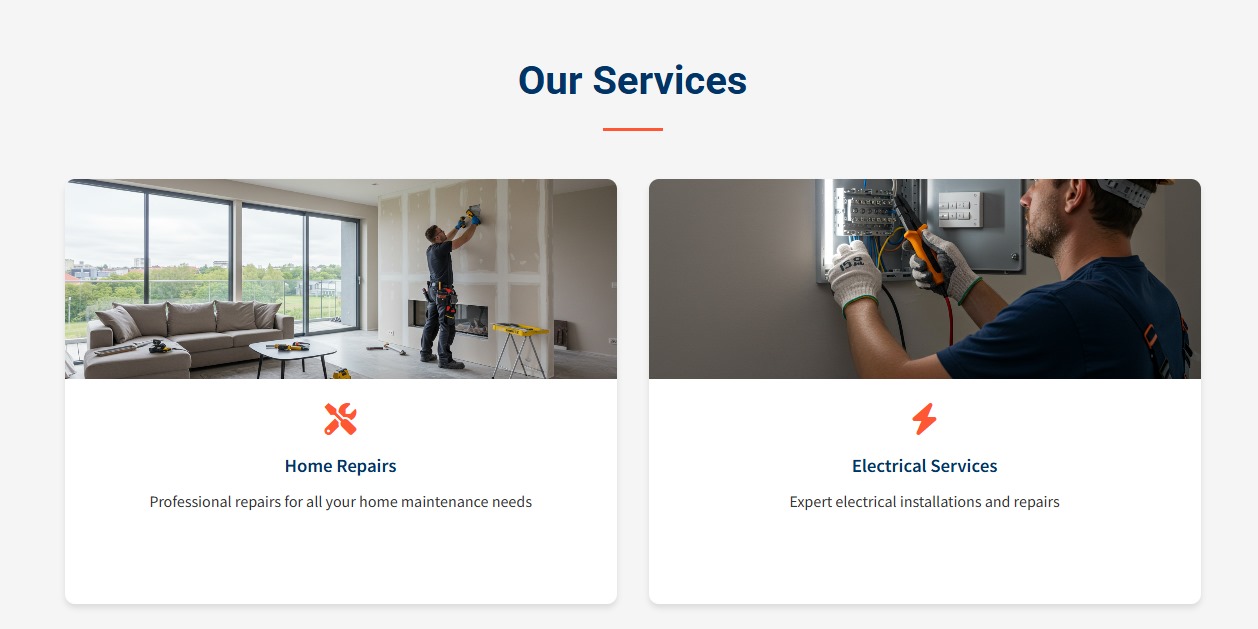 Our Services
Home Repairs
Professional repairs for all your home maintenance needs
Electrical Services
Expert electrical installations and repairs